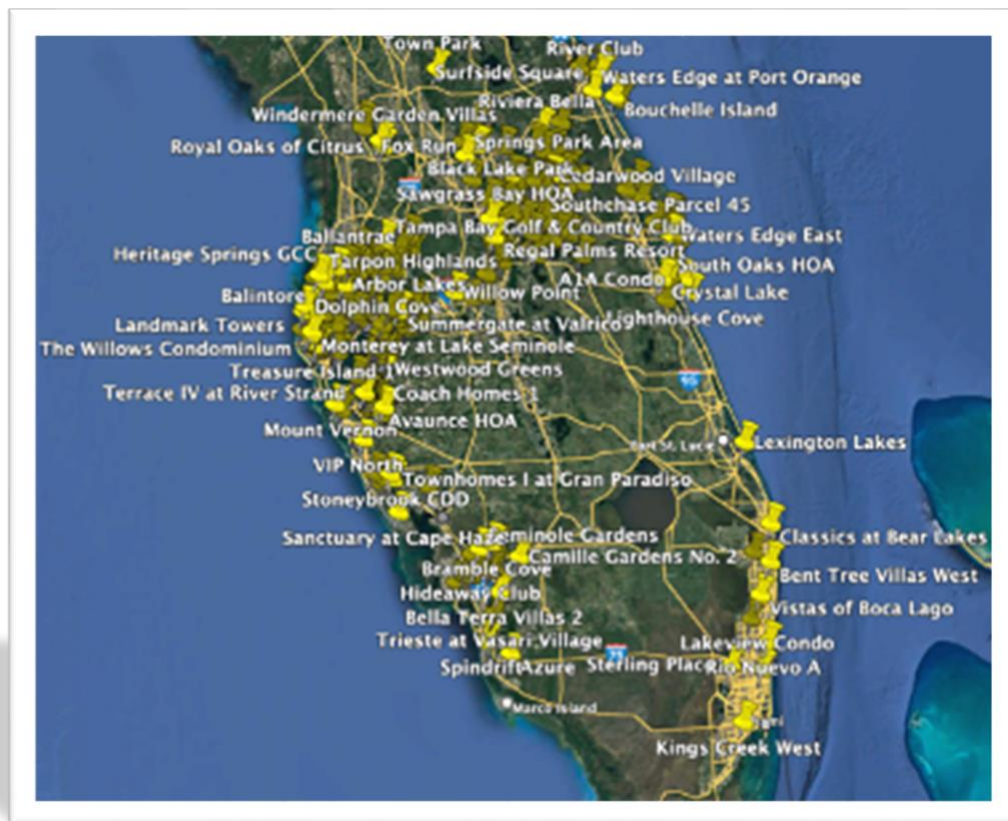 Town Park
River Club
Surfside Square
Waters Edge at Port Orange
Riviera Bella
Bouchelle Island
Windermere Garden Villas
Royal Oaks of Citrus
Fox Run
Springs Park Area
Black Lake Park
Cedarwood Village
Sawgrass Bay HOA
Southchase Parcel 45
Tampa Bay Golf & Country Club
Ballantrae
Waters Edge East
Heritage Springs GCC
Tarpon Highlands
Regal Palms Resort
South Oaks HOA
Arbor Lakes
A1A Condo
Willow Point
Crystal Lake
Balintore
Dolphin Cove
Landmark Towers
Summergate at Valrico
Lighthouse Cove
The Willows Condominium
Monterey at Lake Seminole
Treasure Island 1
Westwood Greens
95
Terrace IV at River Strand
Coach Homes 1
Avaunce HOA
Mount Vernon
Port St. Lucie
Lexington Lakes
VIP North
Townhomes I at Gran Paradiso
Stoneybrook CDD
Sanctuary at Cape Haze
Seminole Gardens
Classics at Bear Lakes
Camille Gardens No. 2
Bramble Cove
Bent Tree Villas West
Hideaway Club
Vistas of Boca Lago
Bella Terra Villas 2
Trieste at Vasari Village
Lakeview Condo
75
Spindrift
Azure
Sterling Place
Rio Nuevo A
Marco Island
Kings Creek West